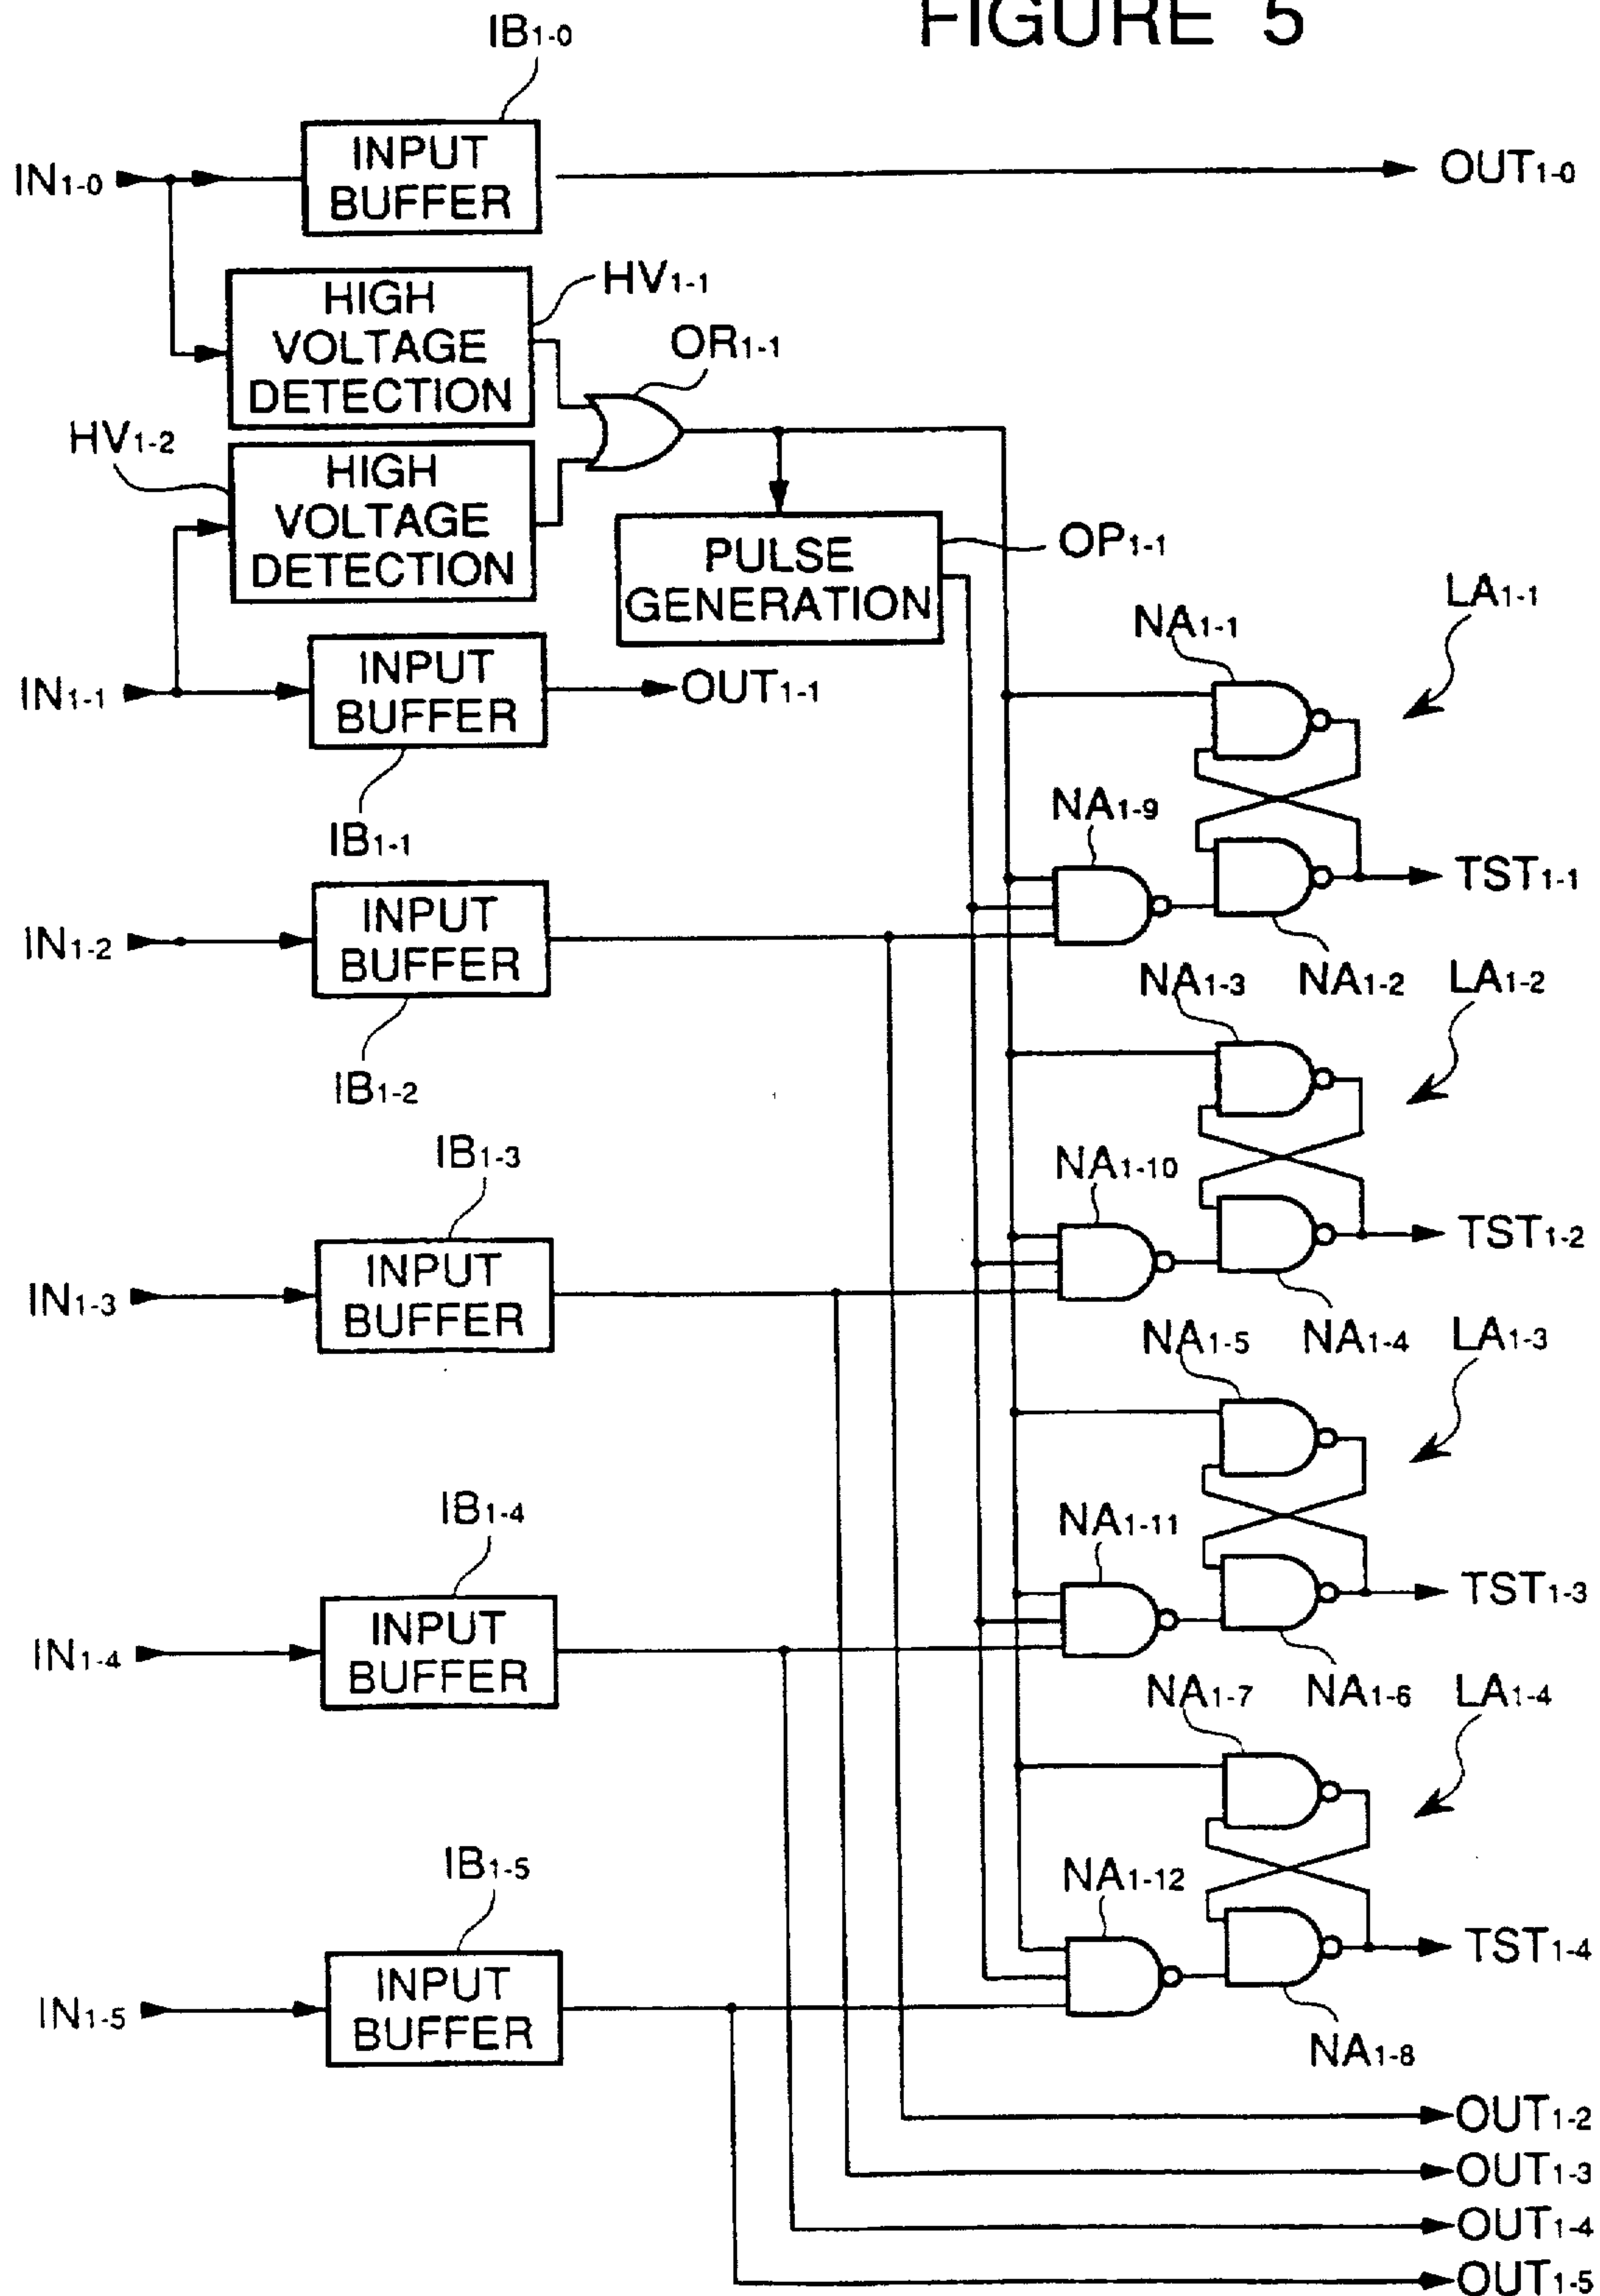 FIGURE 5
IB1-0
INPUT
BUFFER
IN1-0
OUT1-0
HIGH
VOLTAGE
DETECTION
HV1-1
OR1-1
HV1-2
HIGH
VOLTAGE
DETECTION
PULSE
GENERATION
OP1-1
LA1-1
NA1-1
IN1-1
INPUT
BUFFER
OUT1-1
IB1-1
NA1-9
TST1-1
IN1-2
INPUT
BUFFER
NA1-3
NA1-2
LA1-2
IB1-2
IB1-3
NA1-10
TST1-2
IN1-3
INPUT
BUFFER
NA1-5
NA1-4
LA1-3
IB1-4
NA1-11
TST1-3
IN1-4
INPUT
BUFFER
NA1-7
NA1-6
LA1-4
IB1-5
NA1-12
TST1-4
IN1-5
INPUT
BUFFER
NA1-8
OUT1-2
OUT1-3
OUT1-4
OUT1-5